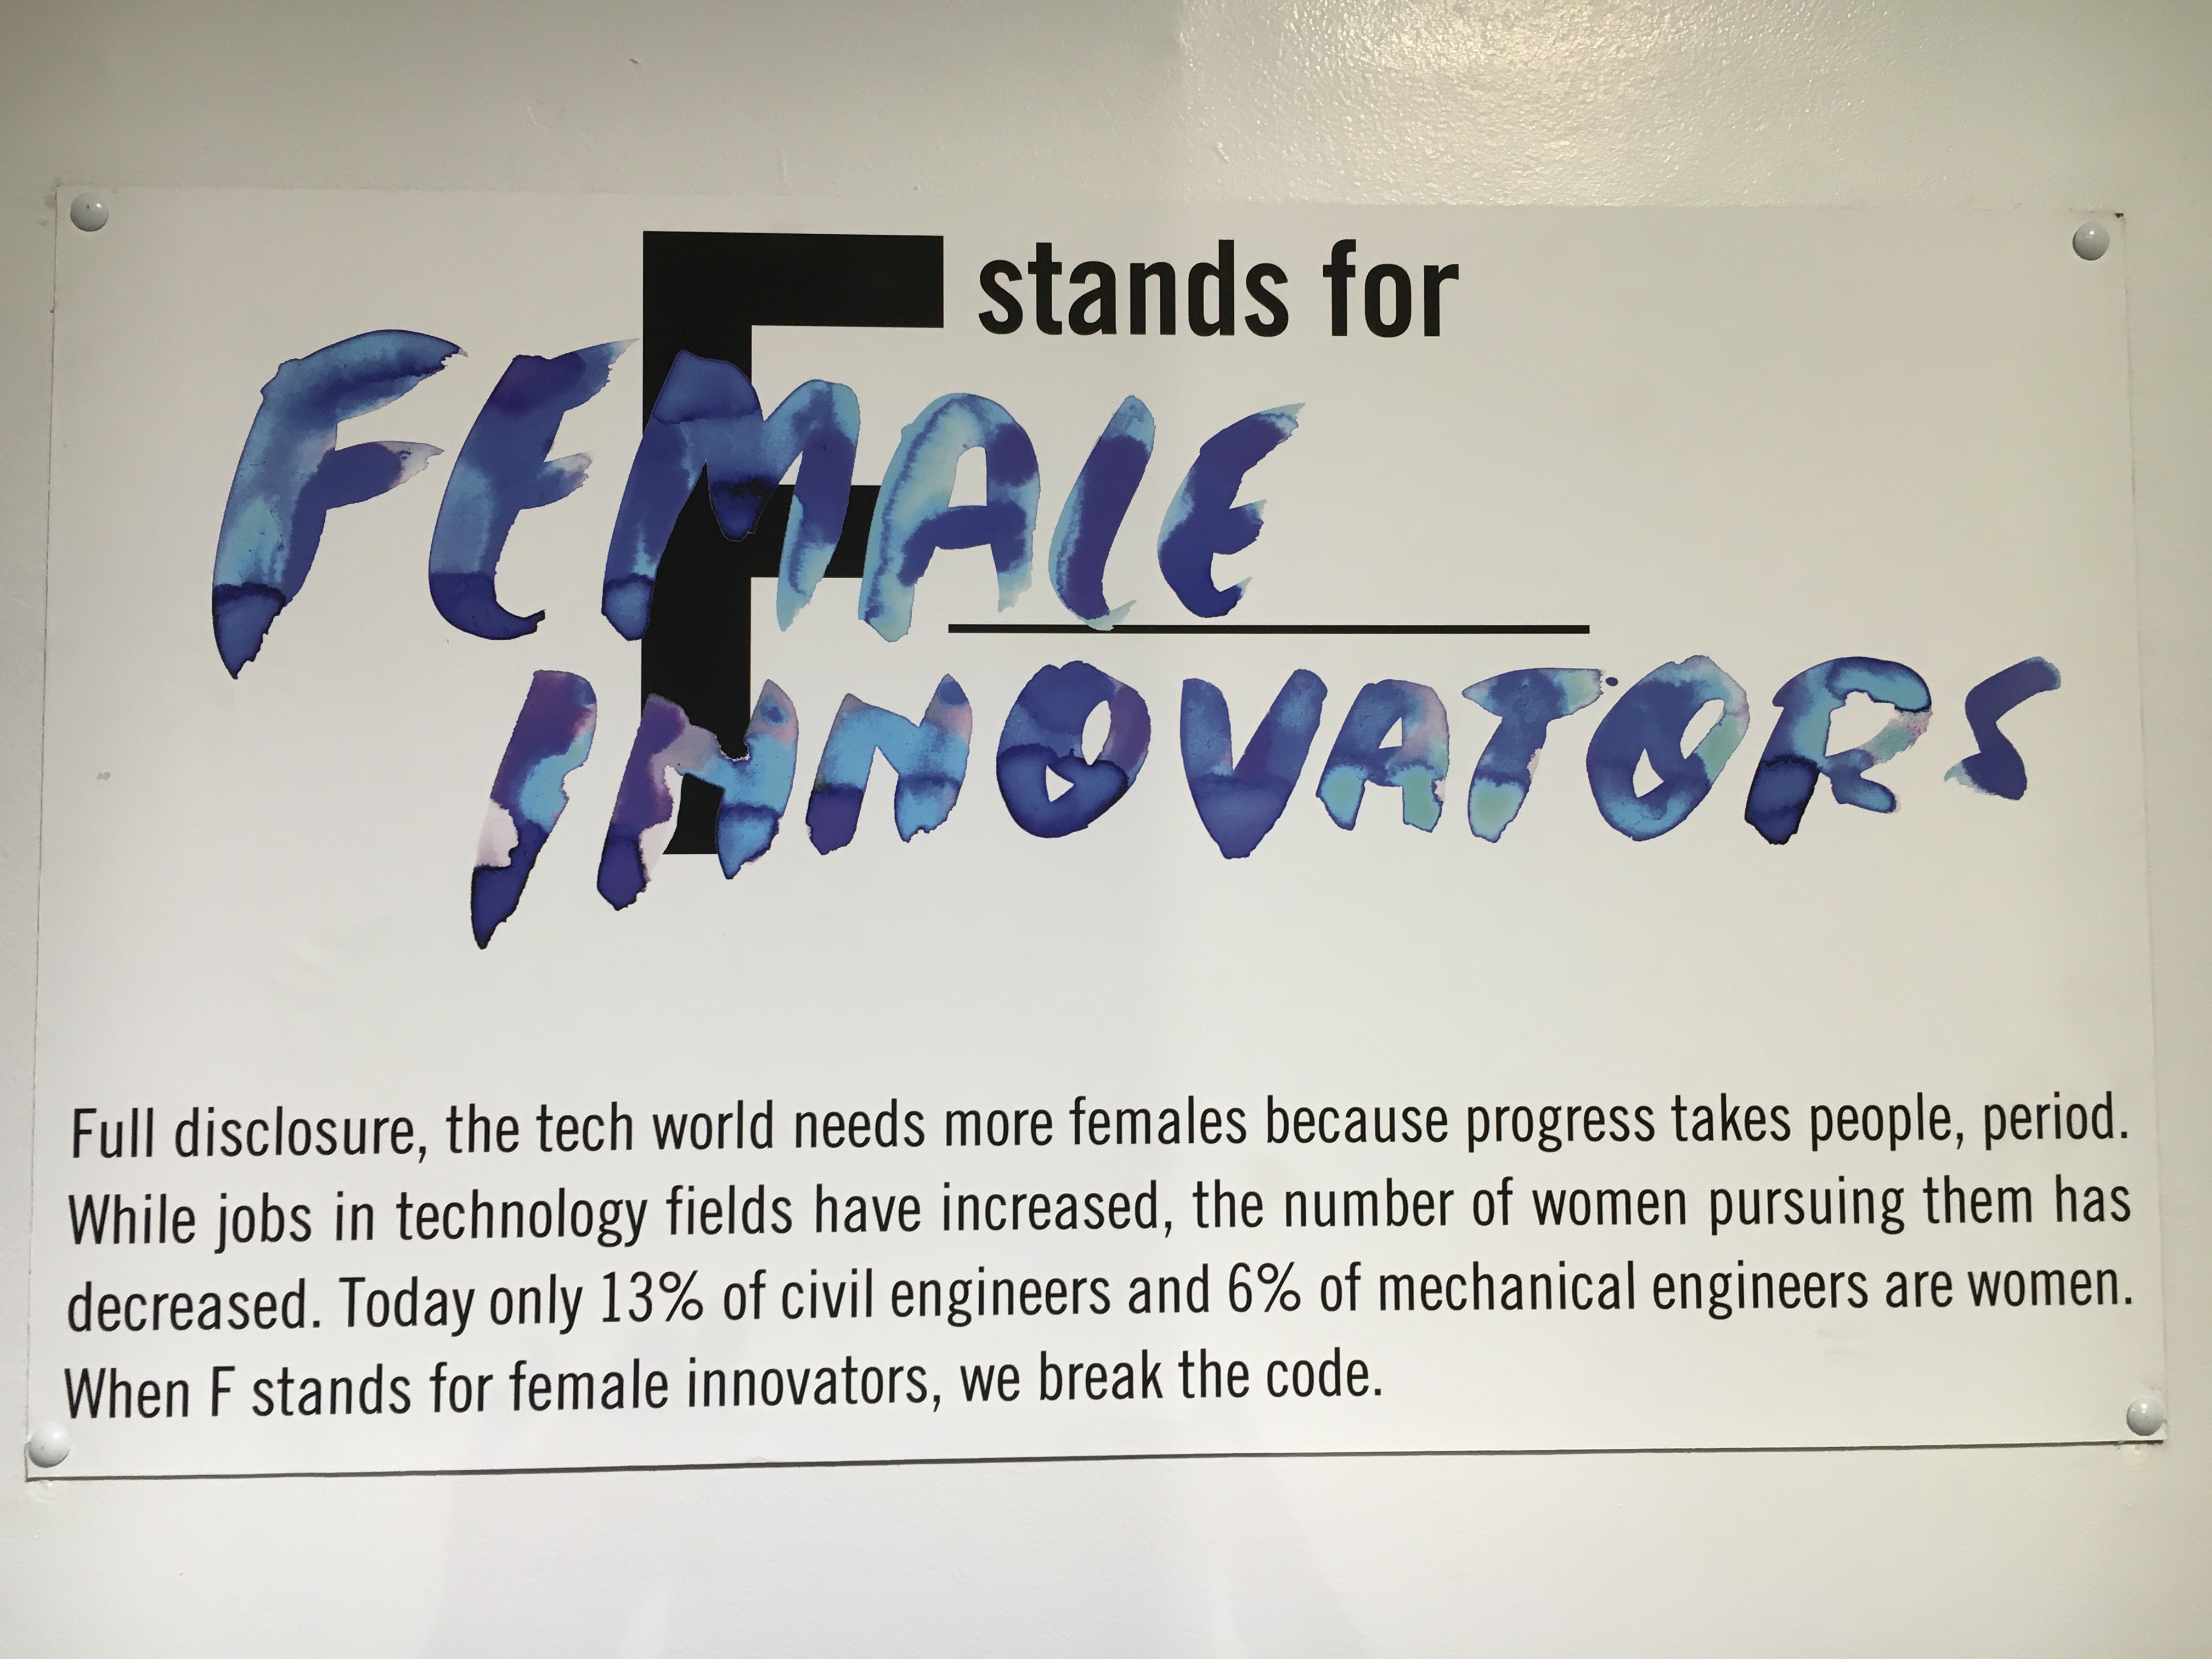 F stands for
FEMALE
INNOVATORS
Full disclosure, the tech world needs more females because progress takes people, period.
While jobs in technology fields have increased, the number of women pursuing them has
decreased. Today only 13% of civil engineers and 6% of mechanical engineers are women.
When F stands for female innovators, we break the code.